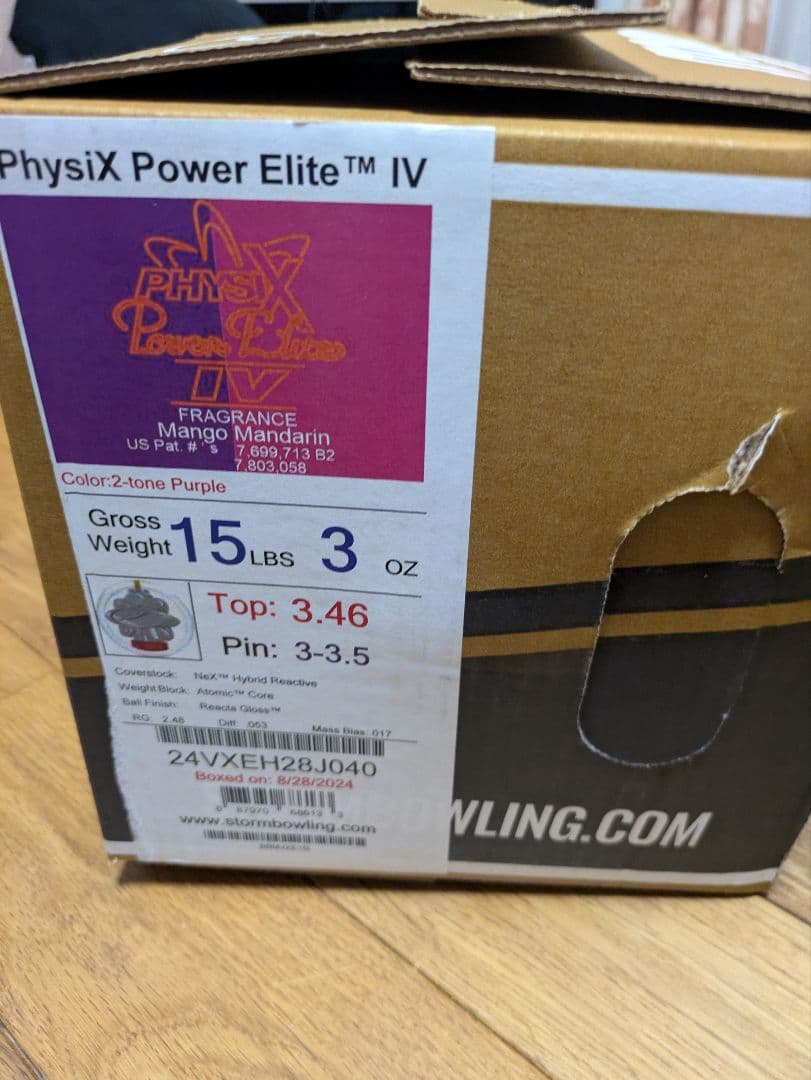 PhysiX Power Elite™ IV
PHYSIX
Power Elite
IV
FRAGRANCE
Mango Mandarin
US Pat. #'s 7,699,713 B2
7,803,058
Color:2-tone Purple
Gross Weight 15 LBS 3 OZ
Top: 3.46
Pin: 3-3.5
Coverstock: NeX™ Hybrid Reactive
Weight Block: Atomic™ Core
Ball Finish: Reacta Gloss™
RG: 2.48 Diff: .053 Mass Bias: .017
24VXEH28J040
Boxed on: 8/28/2024
www.stormbowling.com
WLING.COM